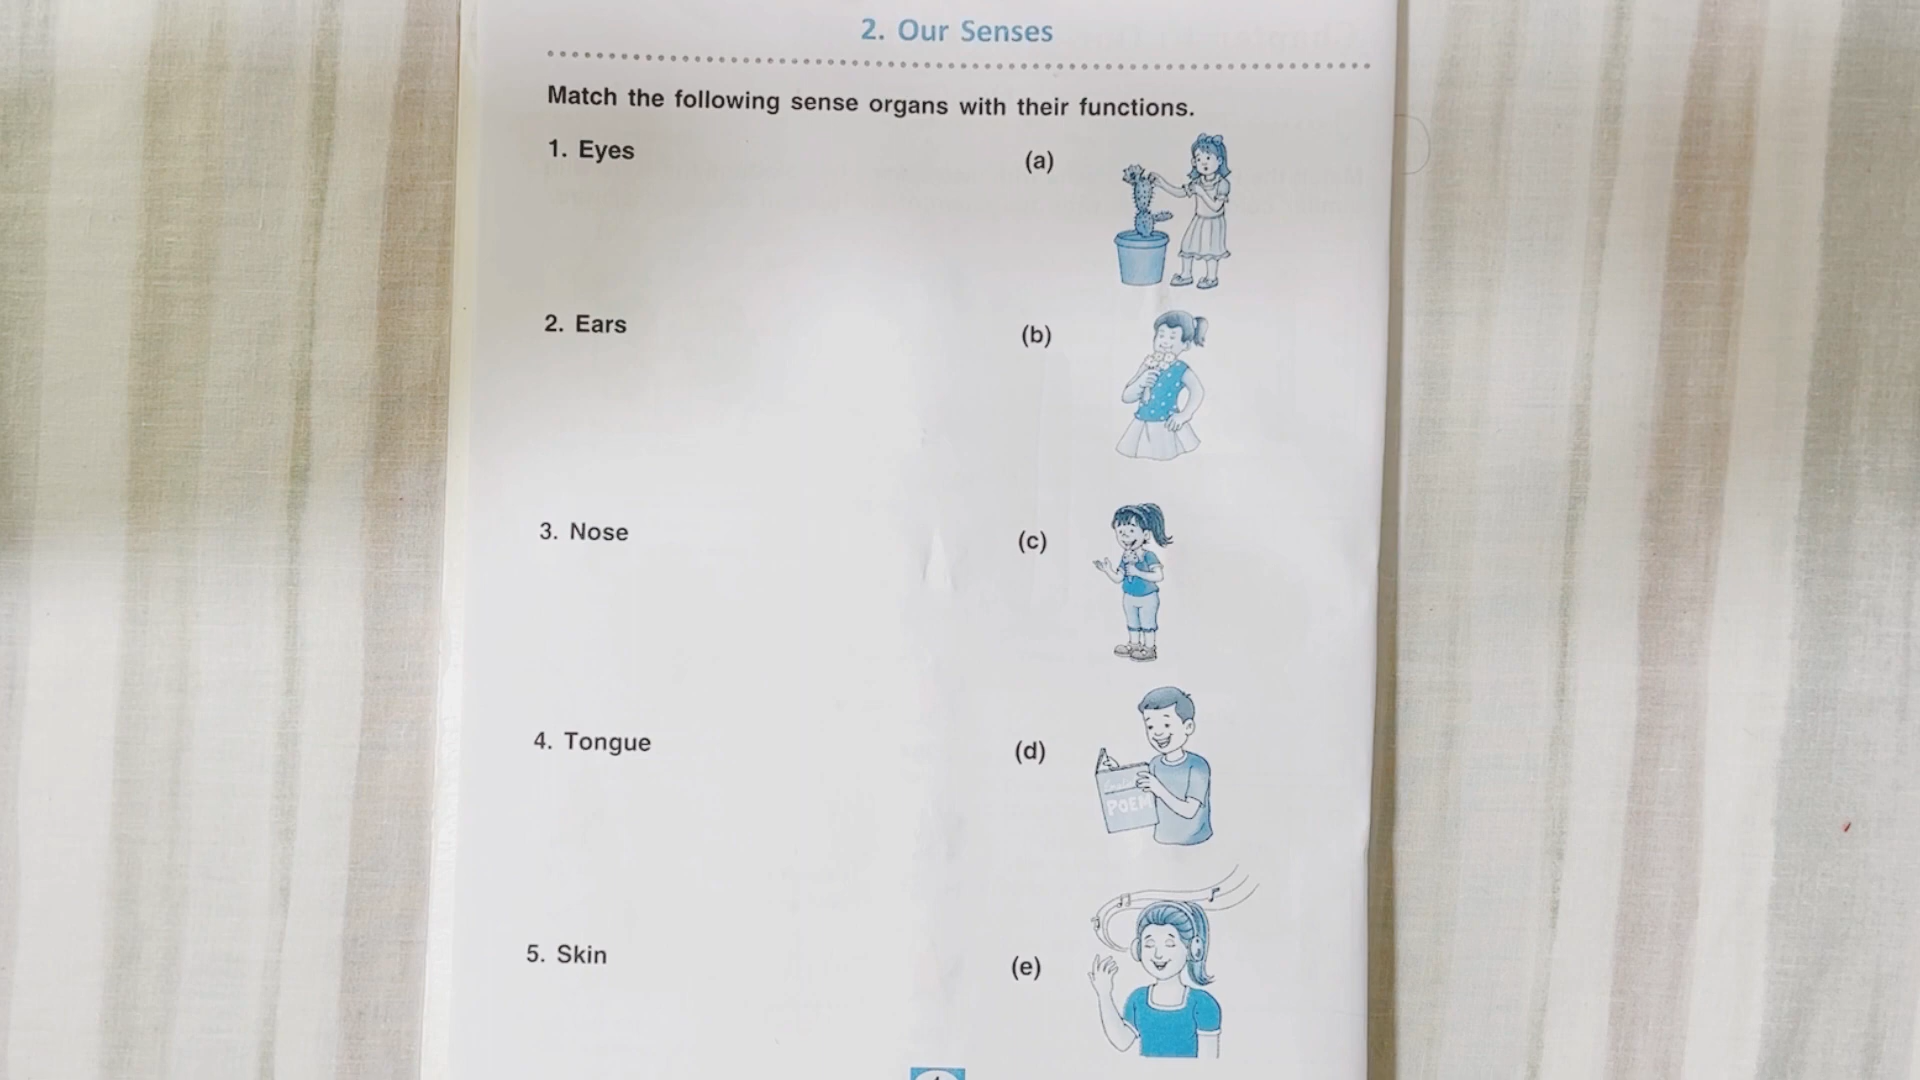 2. Our Senses
Match the following sense organs with their functions.
1. Eyes
(a)
2. Ears
(b)
3. Nose
(c)
4. Tongue
(d)
POEM
5. Skin
(e)